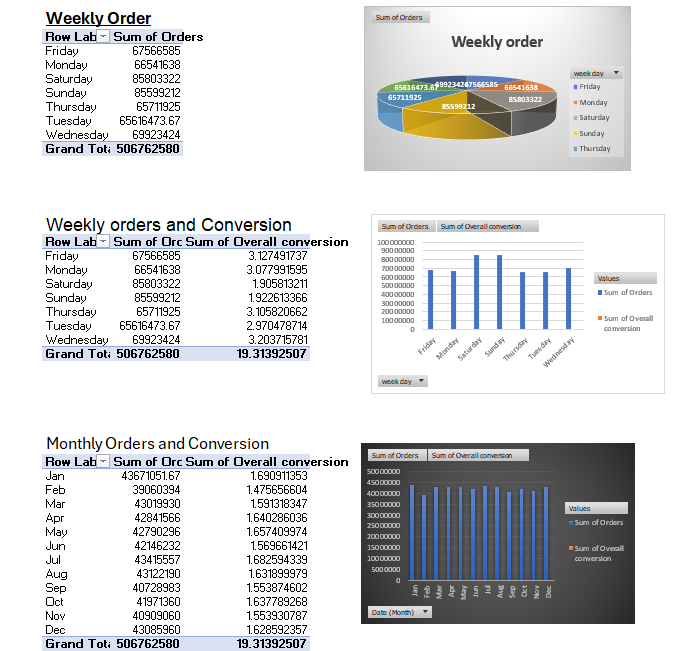 Weekly Order
Row Lab Sum of Orders
Friday 67566585
Monday 66541638
Saturday 85803322
Sunday 85599212
Thursday 65711925
Tuesday 65616473.67
Wednesday 69923424
Grand Tot 506762580
Sum of Orders
Weekly order
65616473.67 69923424 67566585 66541638
65711925 85803322
85599212
week day
Friday
Monday
Saturday
Sunday
Thursday
Weekly orders and Conversion
Row Lab Sum of Orc Sum of Overall conversion
Friday 67566585 3.127491737
Monday 66541638 3.077991595
Saturday 85803322 1.905813211
Sunday 85599212 1.922613366
Thursday 65711925 3.105820662
Tuesday 65616473.67 2.970478714
Wednesday 69923424 3.203715781
Grand Tot 506762580 19.31392507
Sum of Orders Sum of Overall conversion
100000000
90000000
80000000
70000000
60000000
50000000
40000000
30000000
20000000
10000000
0
Friday Monday Saturday Sunday Thursday Tuesday Wednesday
Values
Sum of Orders
Sum of Overall
conversion
week day
Monthly Orders and Conversion
Row Lab Sum of Orc Sum of Overall conversion
Jan 43671051.67 1.690911353
Feb 39060394 1.475656604
Mar 43019930 1.591318347
Apr 42841566 1.640286036
May 42790296 1.657409974
Jun 42146232 1.569661421
Jul 43415557 1.682594339
Aug 43122190 1.631899979
Sep 40728983 1.553874602
Oct 41971360 1.637789268
Nov 40909060 1.553930787
Dec 43085960 1.628592357
Grand Tot 506762580 19.31392507
Sum of Orders Sum of Overall conversion
50000000
45000000
40000000
35000000
30000000
25000000
20000000
15000000
10000000
5000000
0
Jan Feb Mar Apr May Jun Jul Aug Sep Oct Nov Dec
Values
Sum of Orders
Sum of Overall
conversion
Date (Month)